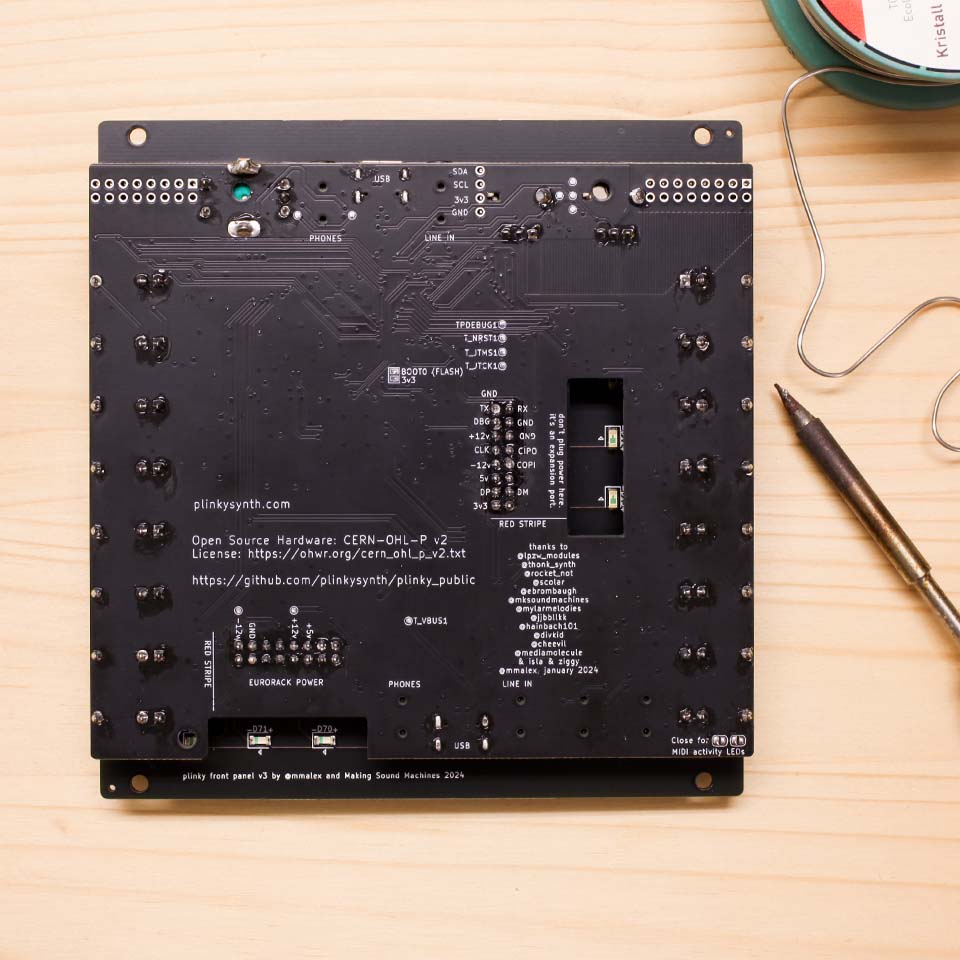 Kristall
USB
SDA
SCL
3v3
GND
PHONES
LINE IN
TPDEBUG1
T_NRST1
T_JTMS1
T_JTCK1
BOOT0 (FLASH)
3v3
GND
TX RX
DBG GND
+12v GND
CLK CIPO
-12v COPI
5v
DP DM
3v3
RED STRIPE
don't plug power here.
it's an expansion port.
plinkysynth.com
Open Source Hardware: CERN-OHL-P v2
License: https://ohwr.org/cern_ohl_p_v2.txt
https://github.com/plinkysynth/plinky_public
thanks to
@lpzw_modules
@thonk_synth
@rocket_not
@scolar
@ebrombaugh
@mksoundmachines
@mylarmelodies
@jjbbllkk
@hainbach101
@divkid
@cheevil
@mediamolecule
& isla & ziggy
@mmalex, january 2024
T_VBUS1
-12v
GND
+12v
+5v
RED STRIPE
EURORACK POWER
PHONES
LINE IN
USB
-D71+
-D70+
Close for
MIDI activity LEDs
plinky front panel v3 by @mmalex and Making Sound Machines 2024